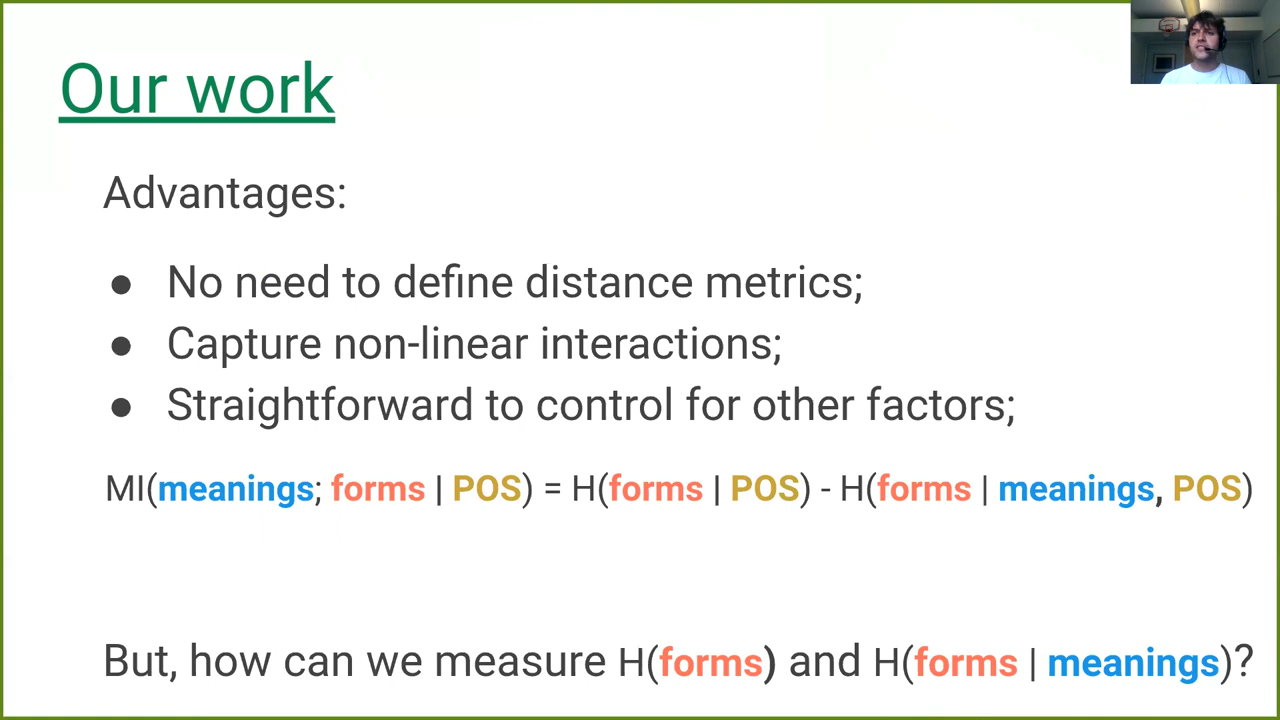 Our work
Advantages:
● No need to define distance metrics;
● Capture non-linear interactions;
● Straightforward to control for other factors;
MI(meanings; forms | POS) = H(forms | POS) - H(forms | meanings, POS)
But, how can we measure H(forms) and H(forms | meanings)?